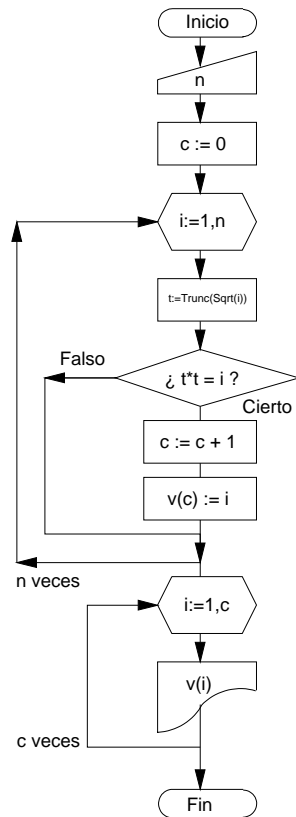 Inicio
n
c := 0
i:=1,n
t:=Trunc(Sqrt(i))
Falso
¿ t*t = i ?
Cierto
c := c + 1
v(c) := i
n veces
i:=1,c
v(i)
c veces
Fin